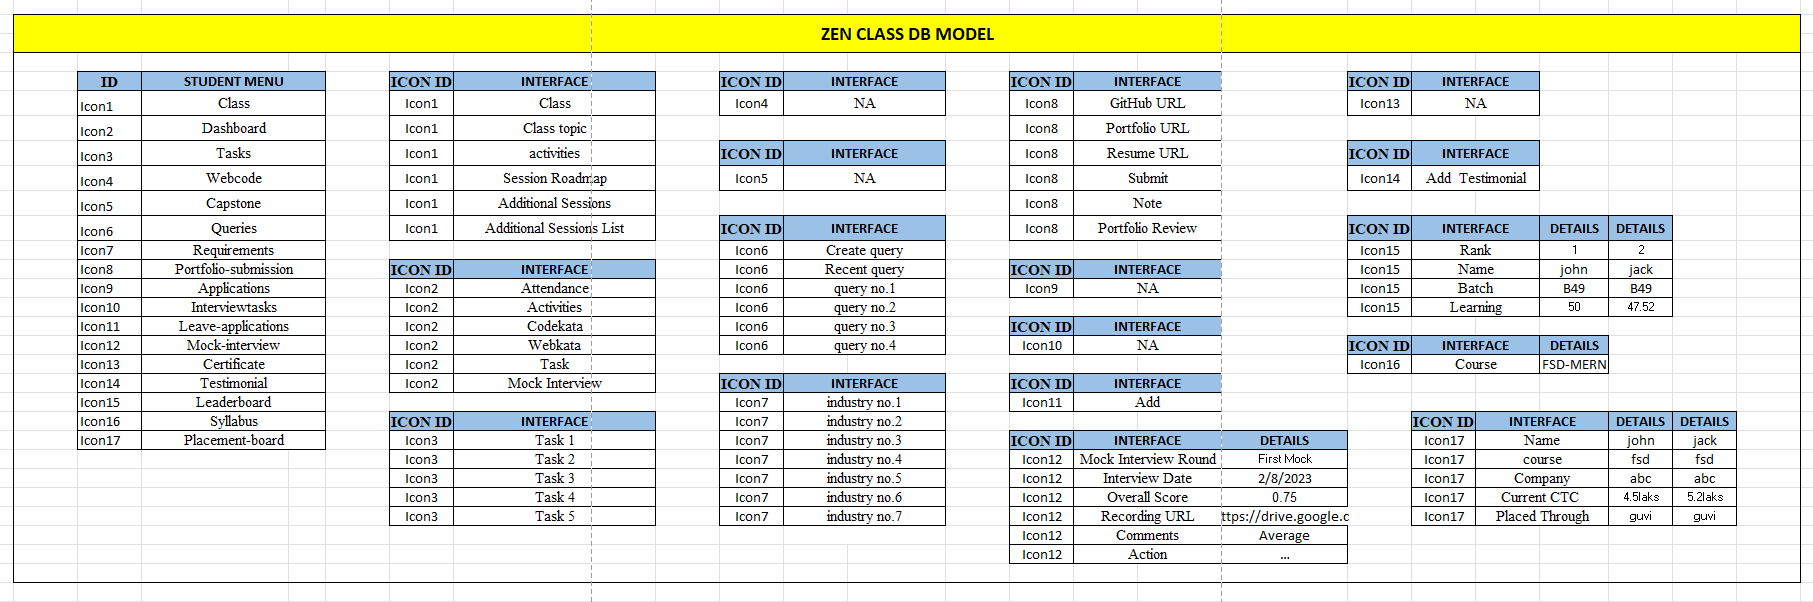 ZEN CLASS DB MODEL
ID STUDENT MENU
Icon1 Class
Icon2 Dashboard
Icon3 Tasks
Icon4 Webcode
Icon5 Capstone
Icon6 Queries
Icon7 Requirements
Icon8 Portfolio-submission
Icon9 Applications
Icon10 Interviewtasks
Icon11 Leave-applications
Icon12 Mock-interview
Icon13 Certificate
Icon14 Testimonial
Icon15 Leaderboard
Icon16 Syllabus
Icon17 Placement-board
ICON ID INTERFACE
Icon1 Class
Icon1 Class topic
Icon1 activities
Icon1 Session Roadmap
Icon1 Additional Sessions
Icon1 Additional Sessions List
ICON ID INTERFACE
Icon2 Attendance
Icon2 Activities
Icon2 Codekata
Icon2 Webkata
Icon2 Task
Icon2 Mock Interview
ICON ID INTERFACE
Icon3 Task 1
Icon3 Task 2
Icon3 Task 3
Icon3 Task 4
Icon3 Task 5
ICON ID INTERFACE
Icon4 NA
ICON ID INTERFACE
Icon5 NA
ICON ID INTERFACE
Icon6 Create query
Icon6 Recent query
Icon6 query no.1
Icon6 query no.2
Icon6 query no.3
Icon6 query no.4
ICON ID INTERFACE
Icon7 industry no.1
Icon7 industry no.2
Icon7 industry no.3
Icon7 industry no.4
Icon7 industry no.5
Icon7 industry no.6
Icon7 industry no.7
ICON ID INTERFACE
Icon8 GitHub URL
Icon8 Portfolio URL
Icon8 Resume URL
Icon8 Submit
Icon8 Note
Icon8 Portfolio Review
ICON ID INTERFACE
Icon9 NA
ICON ID INTERFACE
Icon10 NA
ICON ID INTERFACE
Icon11 Add
ICON ID INTERFACE DETAILS
Icon12 Mock Interview Round First Mock
Icon12 Interview Date 2/8/2023
Icon12 Overall Score 0.75
Icon12 Recording URL ttps://drive.google.c
Icon12 Comments Average
Icon12 Action ...
ICON ID INTERFACE
Icon13 NA
ICON ID INTERFACE
Icon14 Add Testimonial
ICON ID INTERFACE DETAILS DETAILS
Icon15 Rank 1 2
Icon15 Name john jack
Icon15 Batch B49 B49
Icon15 Learning 50 47.52
ICON ID INTERFACE DETAILS
Icon16 Course FSD-MERN
ICON ID INTERFACE DETAILS DETAILS
Icon17 Name john jack
Icon17 course fsd fsd
Icon17 Company abc abc
Icon17 Current CTC 4.5laks 5.2laks
Icon17 Placed Through guvi guvi